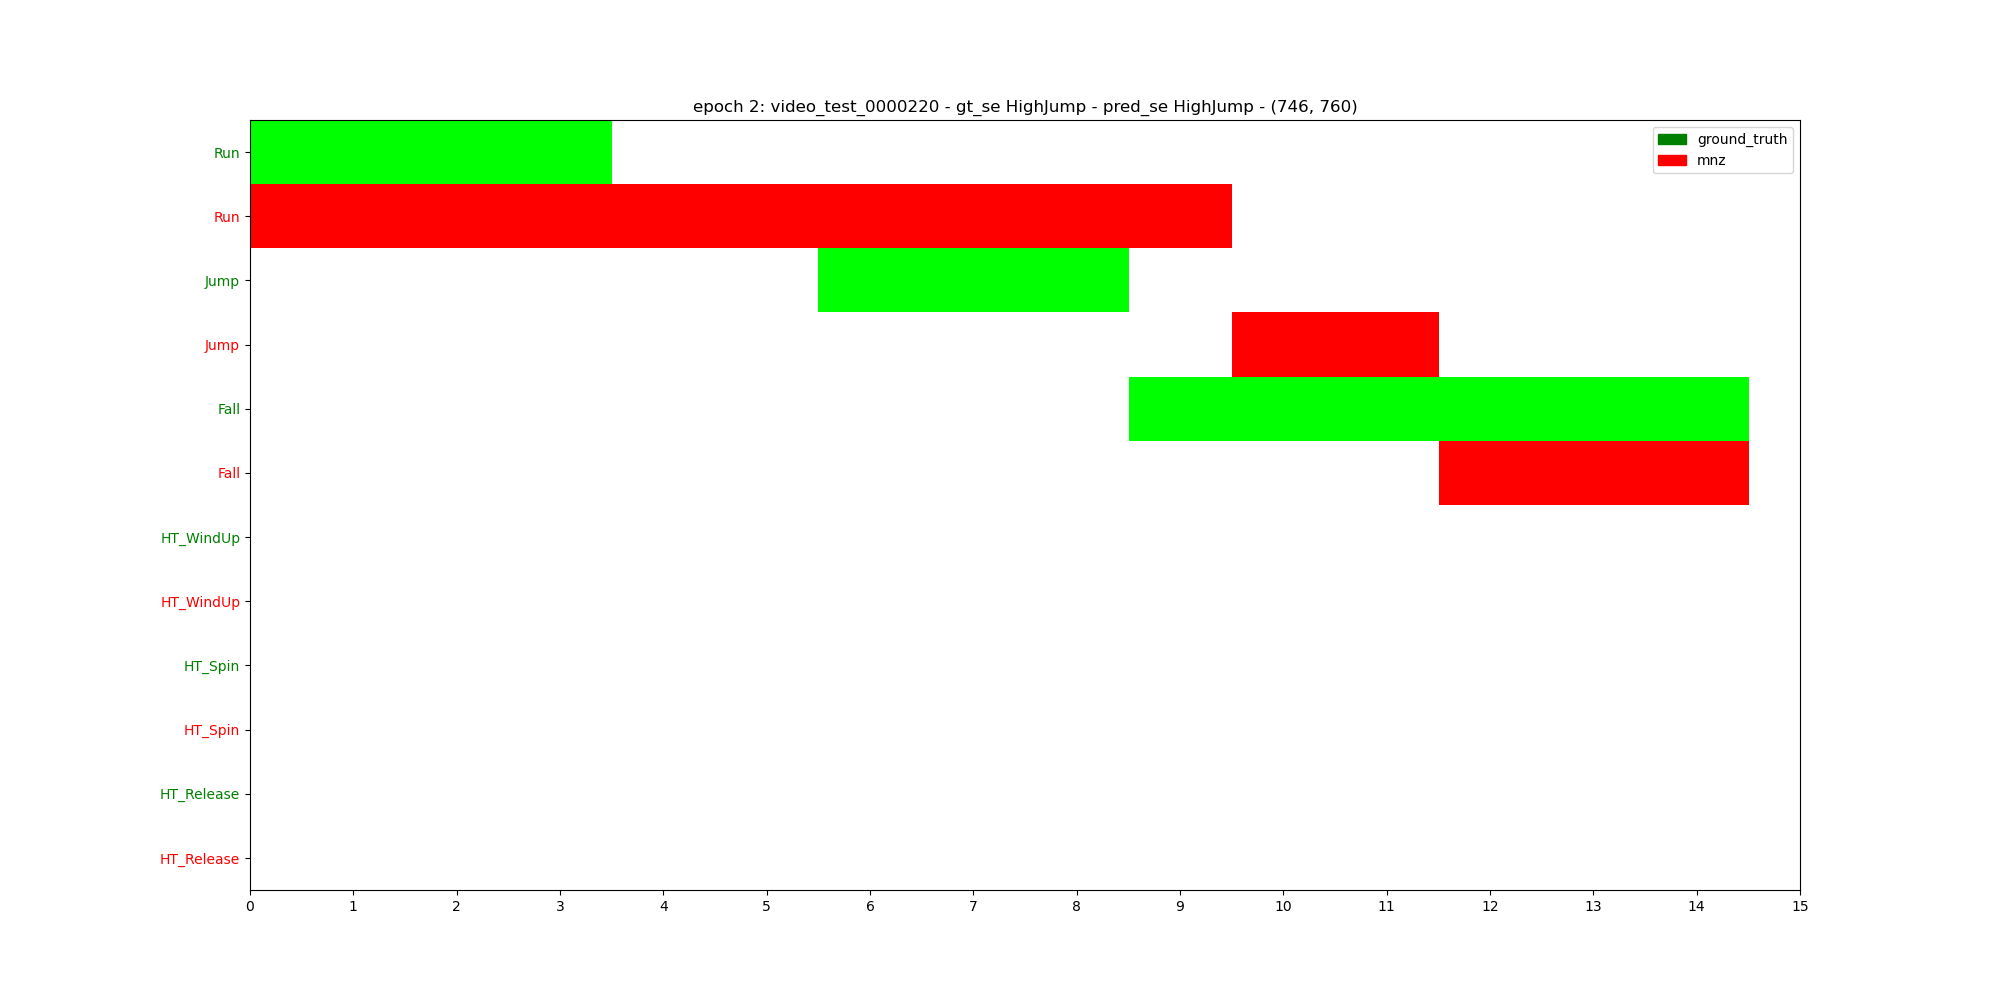 epoch 2: video_test_0000220 - gt_se HighJump - pred_se HighJump - (746, 760)
ground_truth
mnz
Run
Run
Jump
Jump
Fall
Fall
HT_WindUp
HT_WindUp
HT_Spin
HT_Spin
HT_Release
HT_Release
0 1 2 3 4 5 6 7 8 9 10 11 12 13 14 15